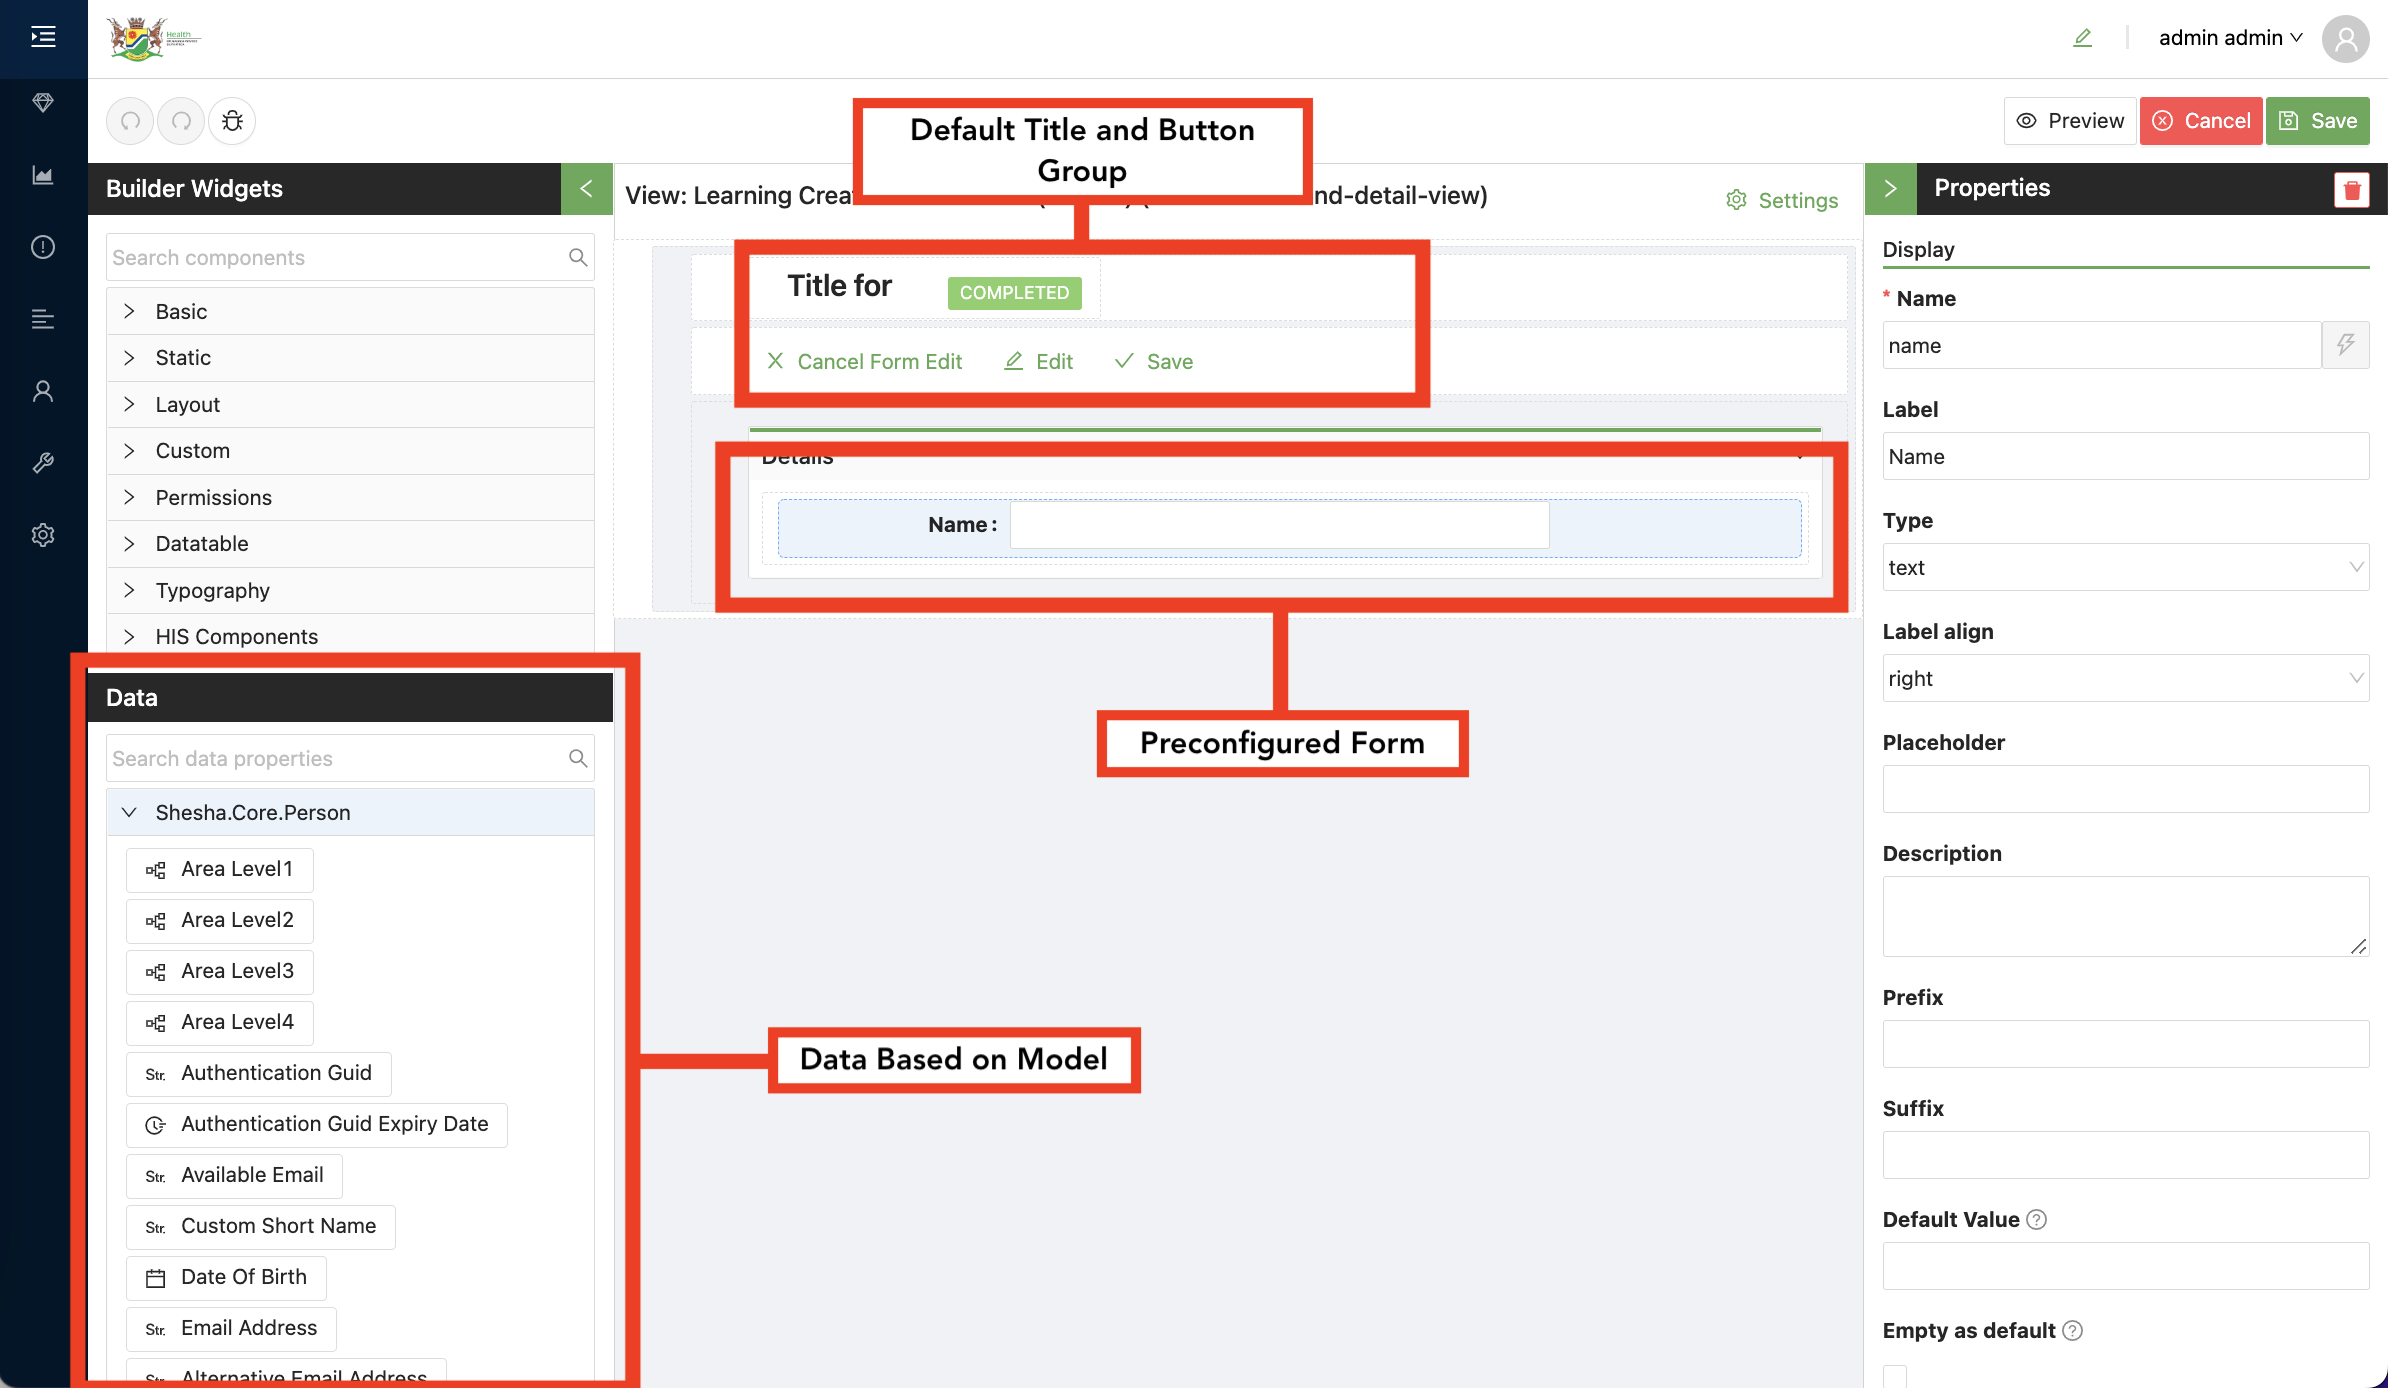 Health
admin admin
Preview
Cancel
Save
Default Title and Button
Group
Builder Widgets
View: Learning Crea
nd-detail-view)
Settings
Properties
Search components
Basic
Static
Layout
Custom
Permissions
Datatable
Typography
HIS Components
Title for
COMPLETED
Cancel Form Edit
Edit
Save
Details
Name :
Preconfigured Form
Data
Search data properties
Shesha.Core.Person
Area Level1
Area Level2
Area Level3
Area Level4
Str. Authentication Guid
Authentication Guid Expiry Date
Str. Available Email
Str. Custom Short Name
Date Of Birth
Str. Email Address
Str. Alternative Email Address
Data Based on Model
Display
* Name
name
Label
Name
Type
text
Label align
right
Placeholder
Description
Prefix
Suffix
Default Value
Empty as default